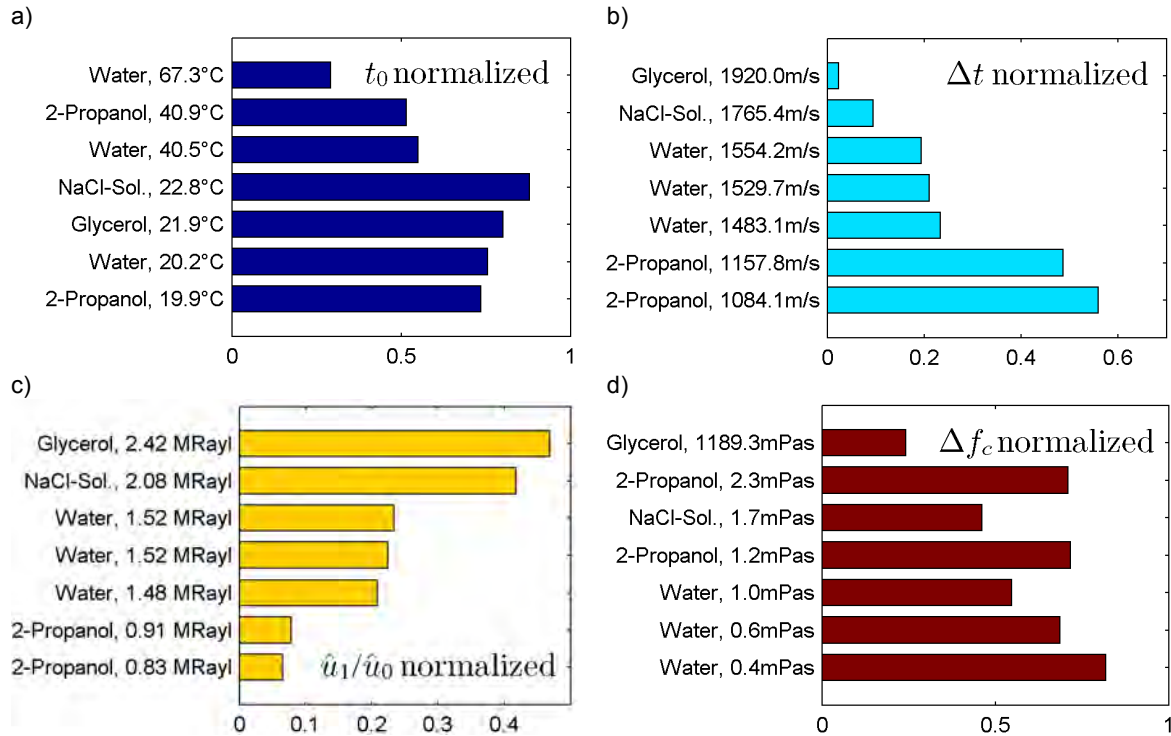 a)
t₀ normalized
Water, 67.3°C
2-Propanol, 40.9°C
Water, 40.5°C
NaCl-Sol., 22.8°C
Glycerol, 21.9°C
Water, 20.2°C
2-Propanol, 19.9°C
0 0.5 1
b)
Δt normalized
Glycerol, 1920.0m/s
NaCl-Sol., 1765.4m/s
Water, 1554.2m/s
Water, 1529.7m/s
Water, 1483.1m/s
2-Propanol, 1157.8m/s
2-Propanol, 1084.1m/s
0 0.2 0.4 0.6
c)
Glycerol, 2.42 MRayl
NaCl-Sol., 2.08 MRayl
Water, 1.52 MRayl
Water, 1.52 MRayl
Water, 1.48 MRayl
2-Propanol, 0.91 MRayl
2-Propanol, 0.83 MRayl
û₁/û₀ normalized
0 0.1 0.2 0.3 0.4
d)
Δf_c normalized
Glycerol, 1189.3mPas
2-Propanol, 2.3mPas
NaCl-Sol., 1.7mPas
2-Propanol, 1.2mPas
Water, 1.0mPas
Water, 0.6mPas
Water, 0.4mPas
0 0.5 1